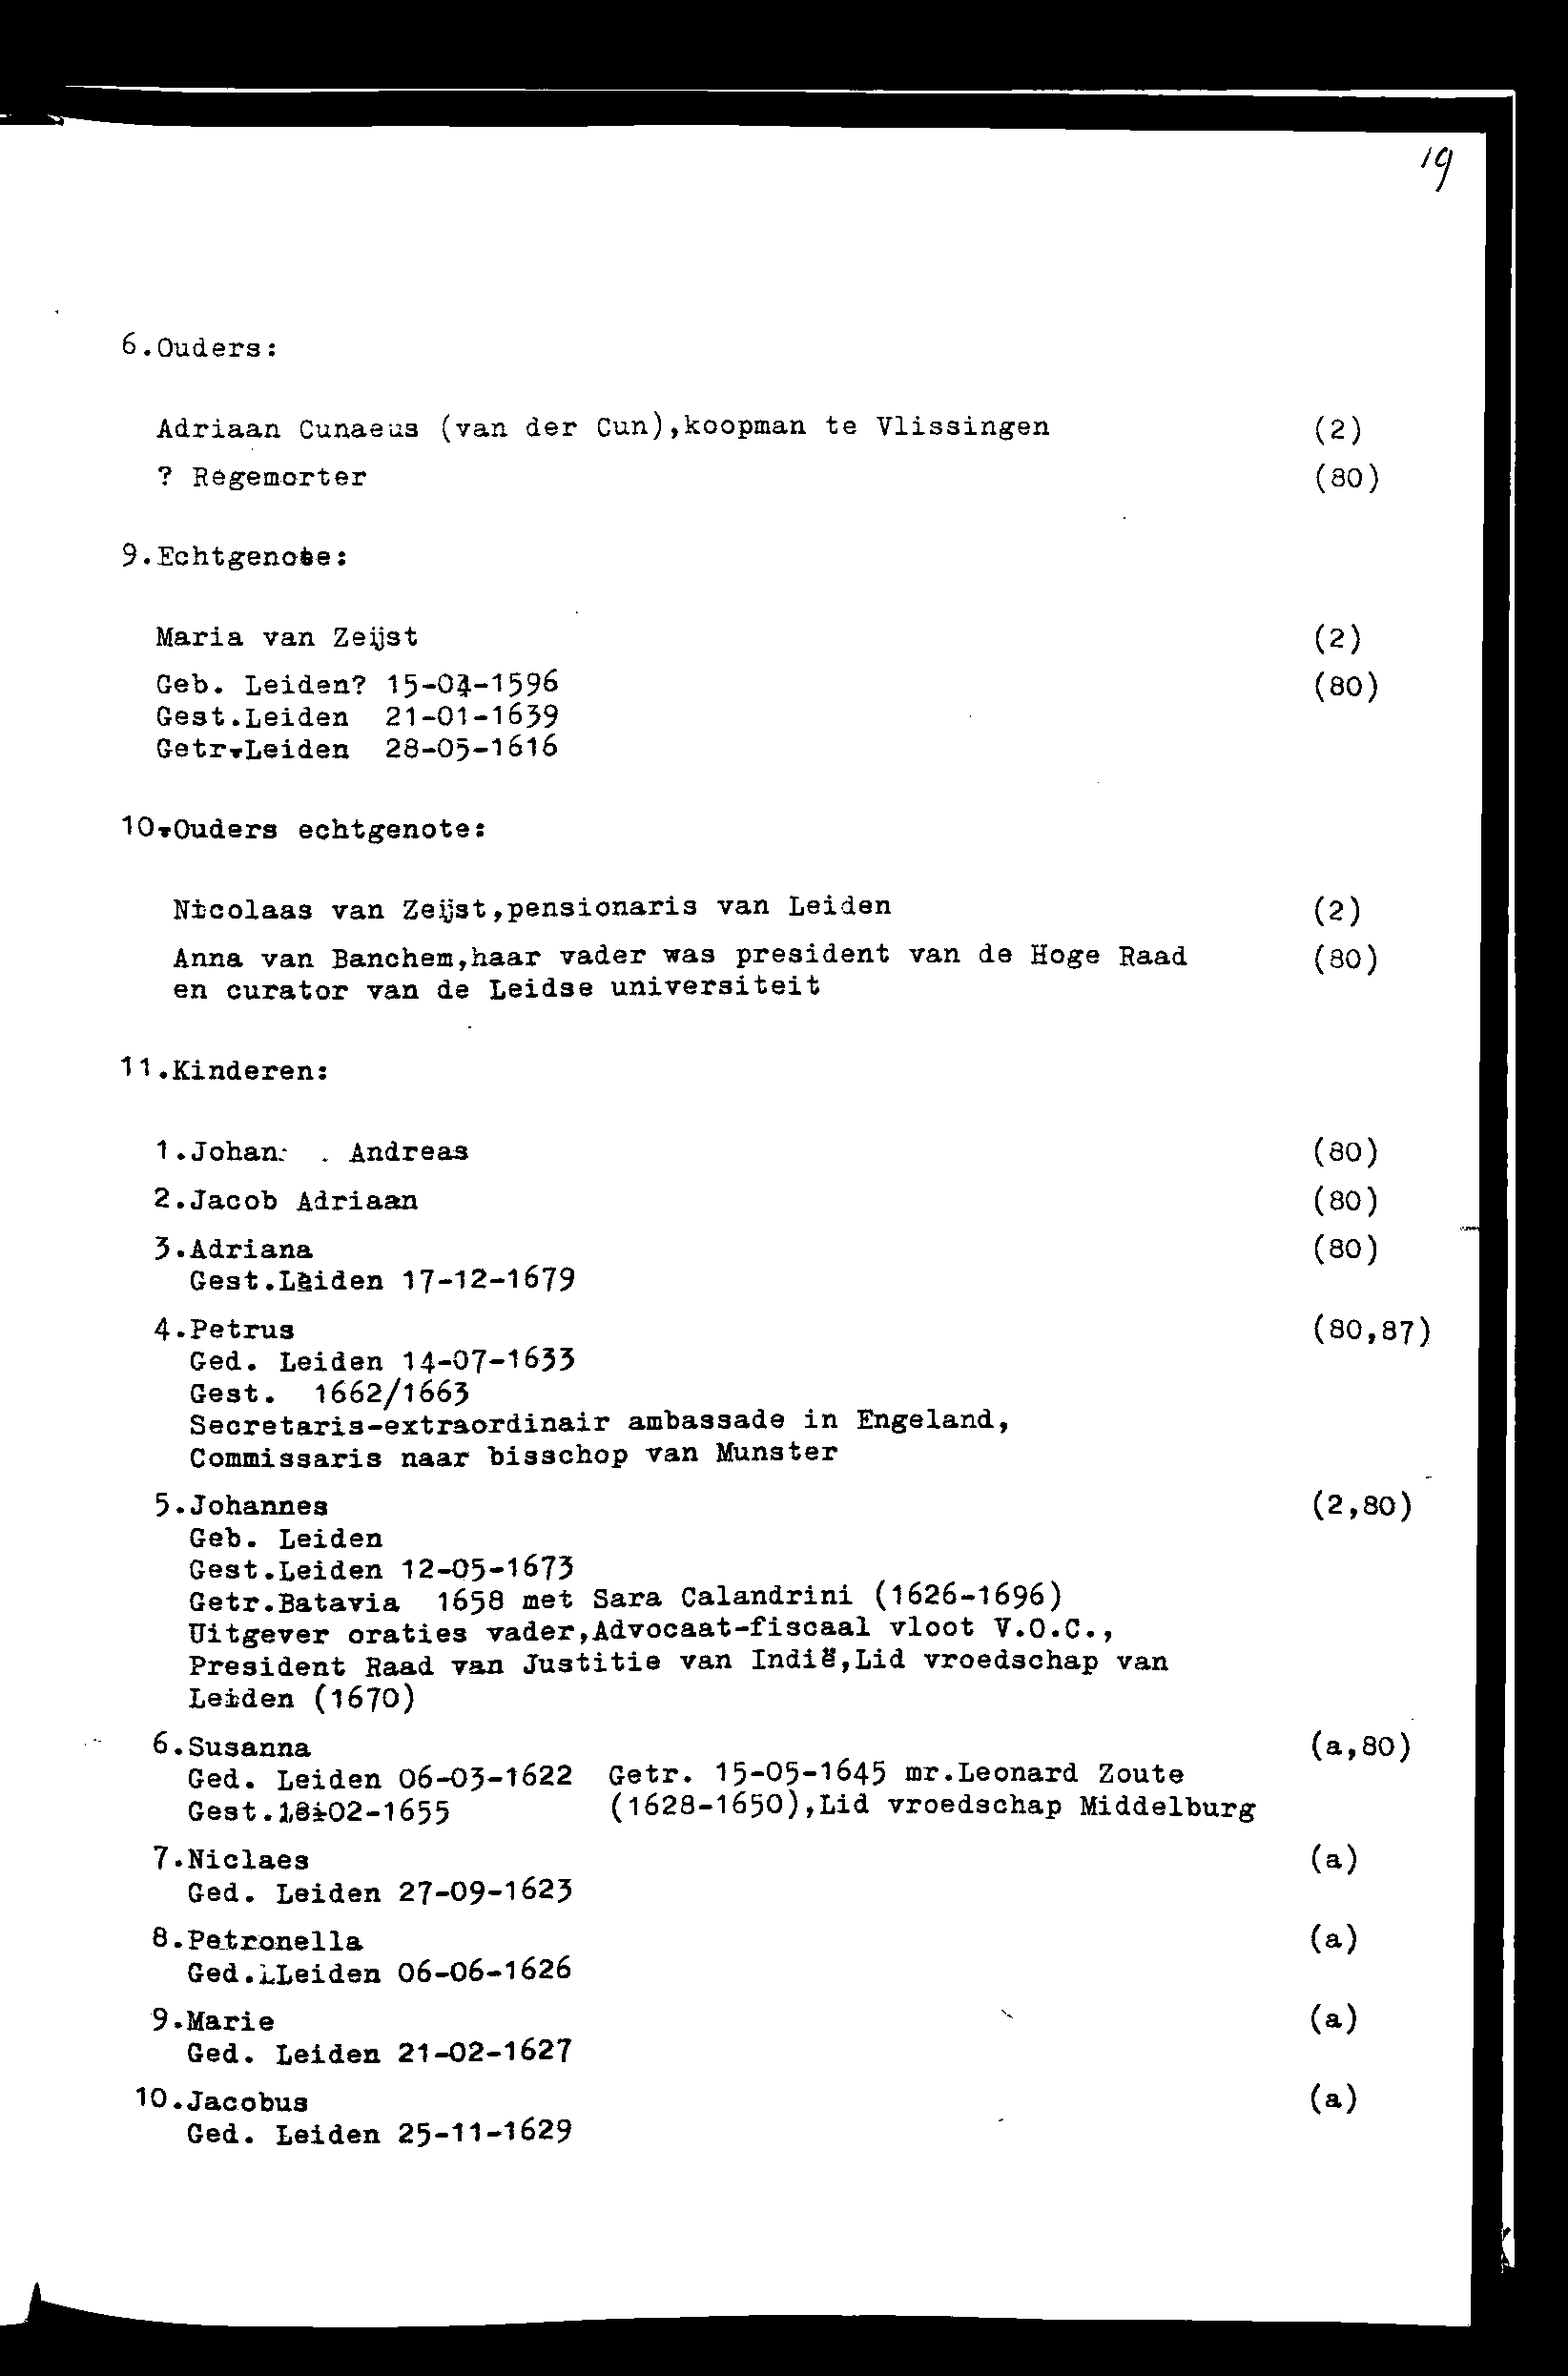 19
6.Ouders:
Adriaan Cunaeus (van der Cun),koopman te Vlissingen (2)
? Regemorter (80)
9.Echtgenote:
Maria van Zeijst (2)
Geb. Leiden? (80)
Gest.Leiden 21-01-1639
Getr.Leiden 28-05-1616
10.Ouders echtgenote:
Nicolaas van Zeijst,pensionaris van Leiden (2)
Anna van Banchem,haar vader was president van de Hoge Raad (80)
en curator van de Leidse universiteit
11.Kinderen:
1.Johan Andreas (80)
2.Jacob Adriaan (80)
3.Adriana (80)
Gest.Leiden 17-12-1679
4.Petrus (80,87)
Ged. Leiden 14-07-1633
Gest. 1662/1663
Secretaris-extraordinair ambassade in Engeland,
Commissaris naar bisschop van Munster
5.Johannes (2,80)
Geb. Leiden
Gest.Leiden 12-05-1673
Getr.Batavia 1658 met Sara Calandrini (1626-1696)
Uitgever oraties vader,Advocaat-fiscaal vloot V.O.C.,
President Raad van Justitie van Indië,Lid vroedschap van
Leiden (1670)
6.Susanna (a,80)
Ged. Leiden 06-03-1622 Getr. 15-05-1645 mr.Leonard Zoute
Gest.18-02-1655 (1628-1650),Lid vroedschap Middelburg
7.Niclaes (a)
Ged. Leiden 27-09-1623
8.Petronella (a)
Ged. Leiden 06-06-1626
9.Marie (a)
Ged. Leiden 21-02-1627
10.Jacobus (a)
Ged. Leiden 25-11-1629